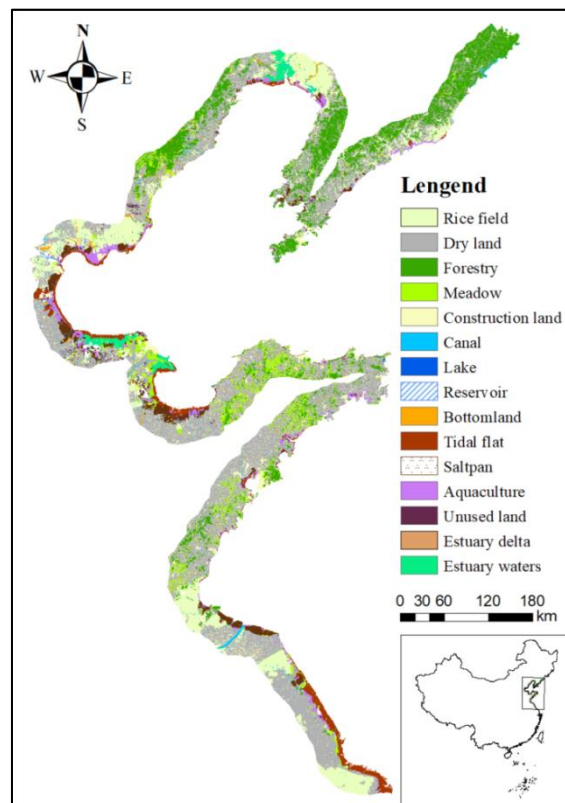 N
W E
S
Lengend
Rice field
Dry land
Forestry
Meadow
Construction land
Canal
Lake
Reservoir
Bottomland
Tidal flat
Saltpan
Aquaculture
Unused land
Estuary delta
Estuary waters
0 30 60 120 180
km